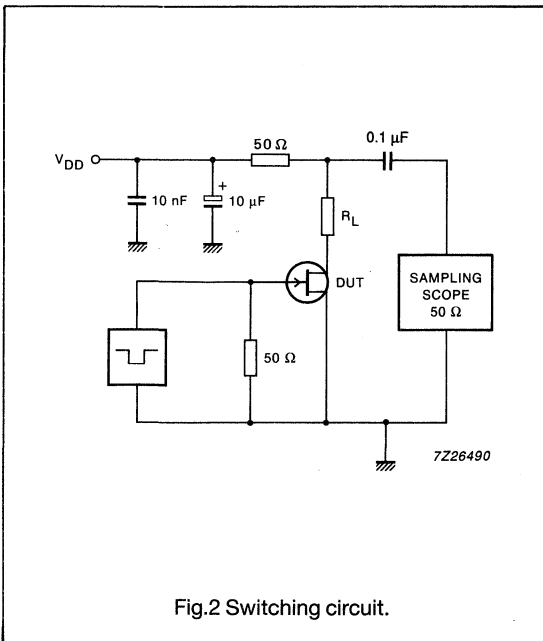 50 Ω
0.1 μF
V_DD
10 nF
+
10 μF
R_L
DUT
SAMPLING
SCOPE
50 Ω
50 Ω
7Z26490
Fig.2 Switching circuit.